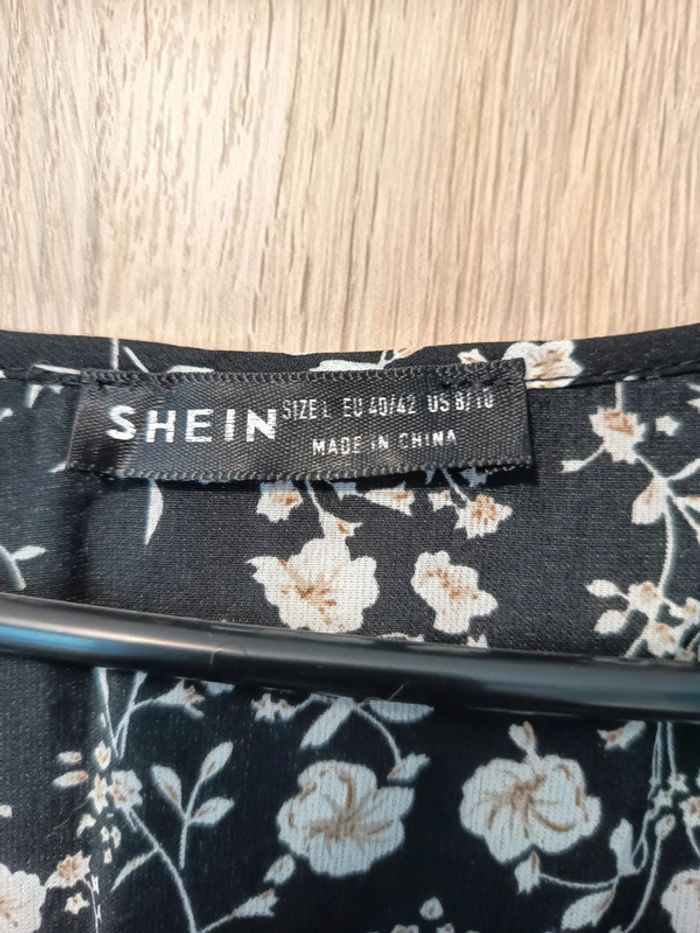 SHEIN SIZE L EU 40/42 US 8/10
MADE IN CHINA